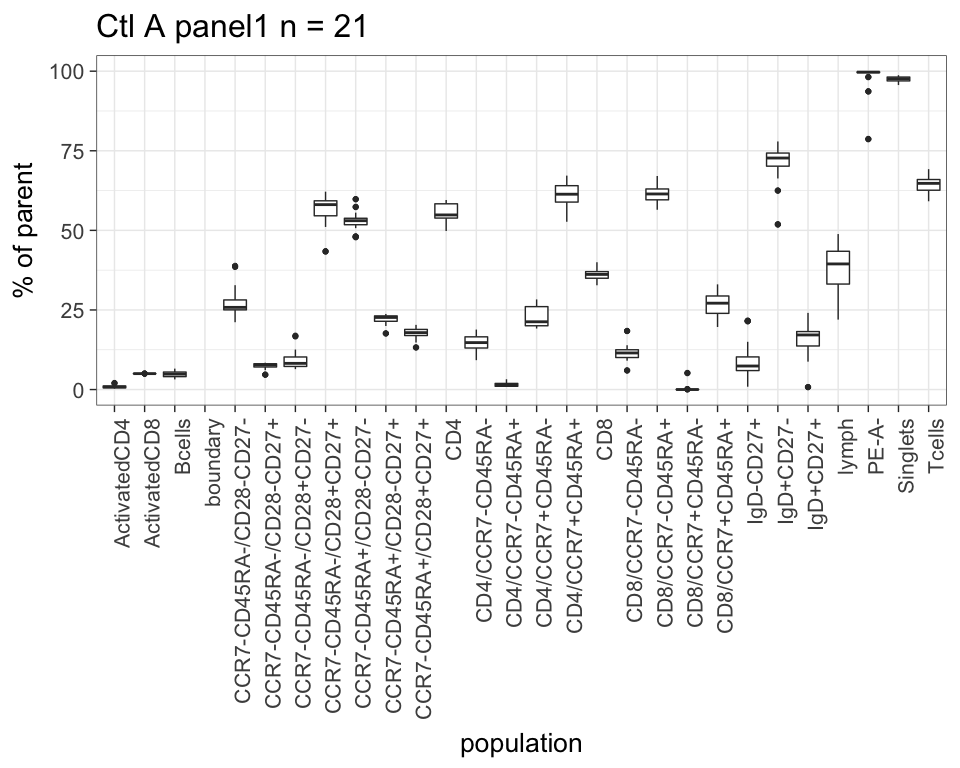 Ctl A panel1 n = 21
% of parent
100
75
50
25
0
ActivatedCD4
ActivatedCD8
Bcells
boundary
CCR7-CD45RA-/CD28-CD27-
CCR7-CD45RA-/CD28-CD27+
CCR7-CD45RA-/CD28+CD27-
CCR7-CD45RA-/CD28+CD27+
CCR7-CD45RA+/CD28-CD27-
CCR7-CD45RA+/CD28-CD27+
CCR7-CD45RA+/CD28+CD27+
CD4
CD4/CCR7-CD45RA-
CD4/CCR7-CD45RA+
CD4/CCR7+CD45RA-
CD4/CCR7+CD45RA+
CD8
CD8/CCR7-CD45RA-
CD8/CCR7-CD45RA+
CD8/CCR7+CD45RA-
CD8/CCR7+CD45RA+
IgD-CD27+
IgD+CD27-
IgD+CD27+
lymph
PE-A-
Singlets
Tcells
population